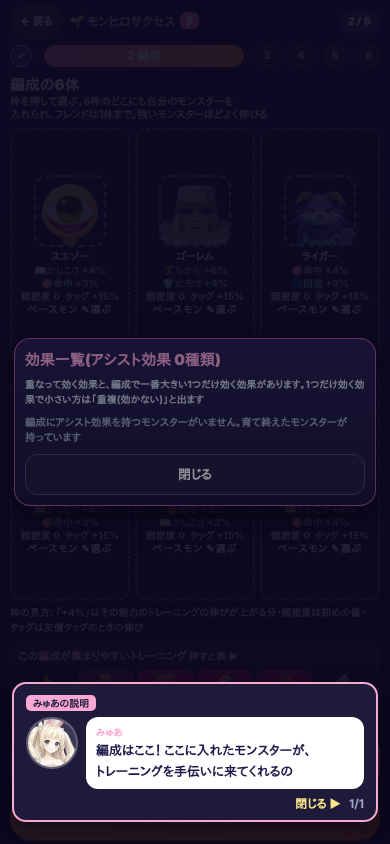 ← 戻る
🌱 モンヒロサクセス β
2 / 6
✓ 2 編成 3 4 5 6
編成の6体
枠を押して選ぶ。6枠のどこにも自分のモンスターを
入れられ、フレンドは1体まで。強いモンスターほどよく伸びる
スエゾー ゴーレム ライガー
📖かしこさ +4% 🏋ちから +6% 🎯命中 +4%
🎯命中 +3% 🛡丈夫さ +4% 👣回避 +3%
親密度 0 タッグ +15% 親密度 0 タッグ +15% 親密度 0 タッグ +15%
ベースモン ✎選ぶ ベースモン ✎選ぶ ベースモン ✎選ぶ
効果一覧(アシスト効果 0種類)
重なって効く効果と、編成で一番大きい1つだけ効く効果があります。1つだけ効く効
果で小さい方は「重複(効かない)」と出ます
編成にアシスト効果を持つモンスターがいません。育て終えたモンスターが
持っています
閉じる
🎯命中 +3% 📖かしこさ +3% 🎯命中 +3%
親密度 0 タッグ +15% 親密度 0 タッグ +15% 親密度 0 タッグ +15%
ベースモン ✎選ぶ ベースモン ✎選ぶ ベースモン ✎選ぶ
枠の見方: 「+4%」はその能力のトレーニングの伸びが上がる分・親密度は初めの値・
タッグは友情タッグのときの伸び
この編成が集まりやすいトレーニング 押すと表 ▶
みゅあの説明
みゅあ
編成はここ! ここに入れたモンスターが、
トレーニングを手伝いに来てくれるの
閉じる ▶ 1/1